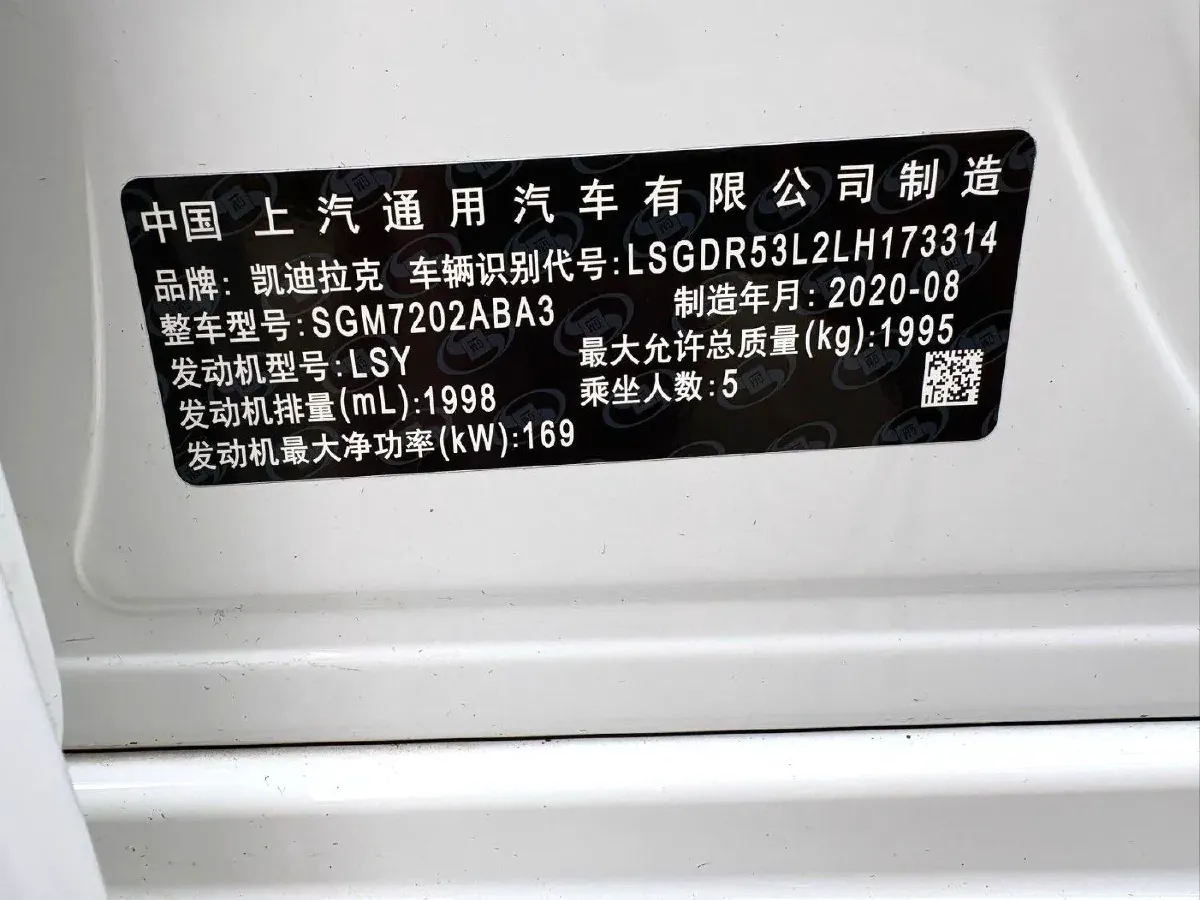 中国 上汽通用汽车有限公司制造
品牌: 凯迪拉克 车辆识别代号:LSGDR53L2LH173314
整车型号:SGM7202ABA3 制造年月: 2020-08
发动机型号:LSY 最大允许总质量(kg):1995
发动机排量(mL):1998 乘坐人数:5
发动机最大净功率(kW):169